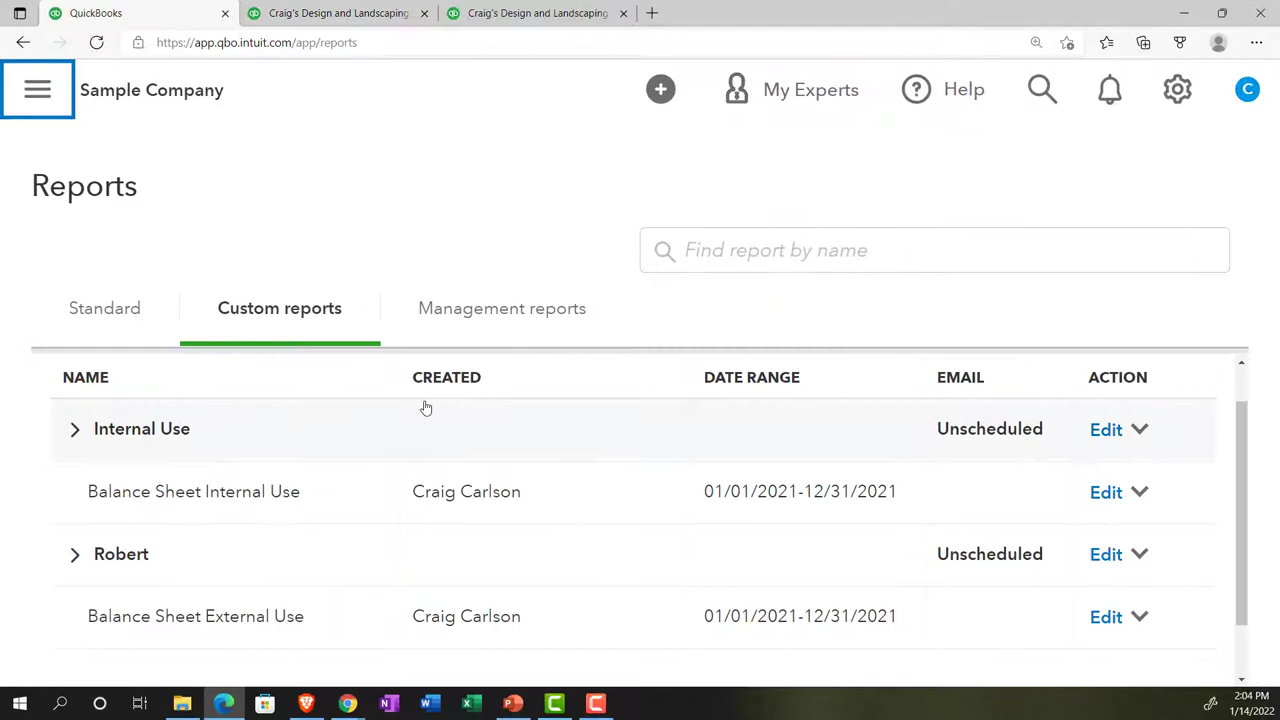 QuickBooks
Craig's Design and Landscaping
Craig's Design and Landscaping
https://app.qbo.intuit.com/app/reports
Sample Company
My Experts
Help
C
Reports
Find report by name
Standard
Custom reports
Management reports
NAME CREATED DATE RANGE EMAIL ACTION
Internal Use Unscheduled Edit
Balance Sheet Internal Use Craig Carlson 01/01/2021-12/31/2021 Edit
Robert Unscheduled Edit
Balance Sheet External Use Craig Carlson 01/01/2021-12/31/2021 Edit
2:04 PM
1/14/2022